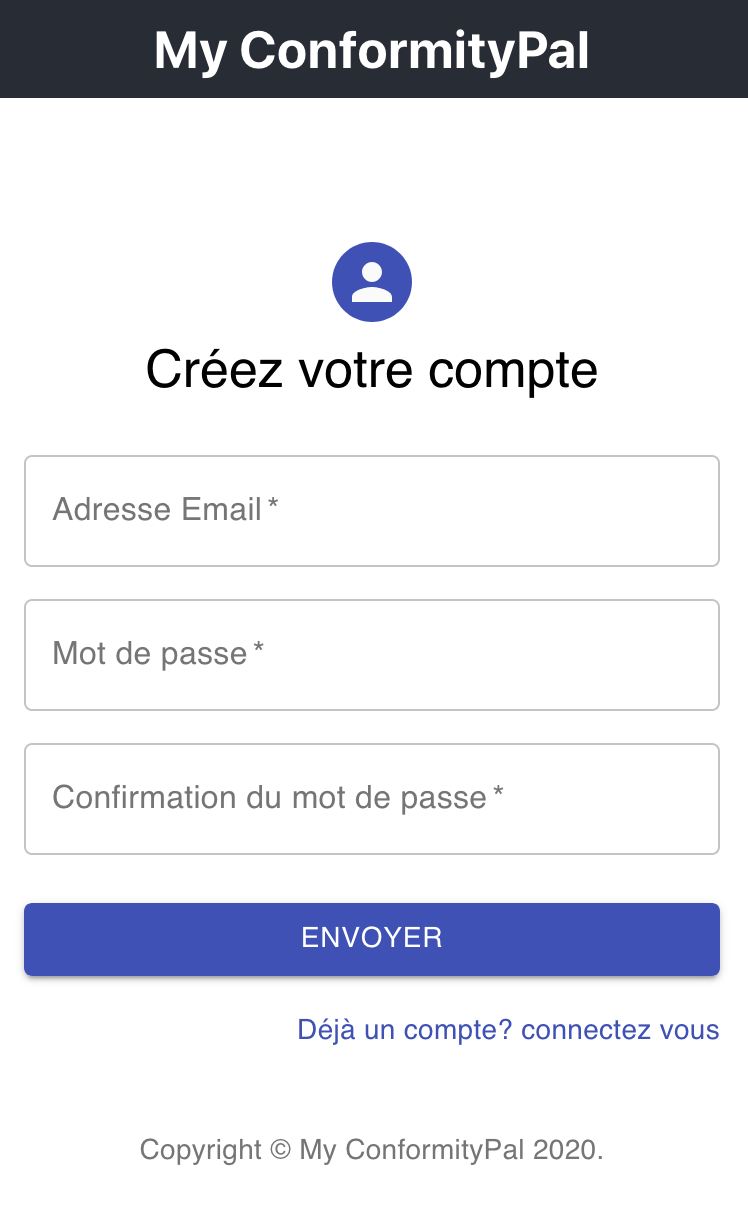 My ConformityPal
Créez votre compte
Adresse Email *
Mot de passe *
Confirmation du mot de passe *
ENVOYER
Déjà un compte? connectez vous
Copyright © My ConformityPal 2020.